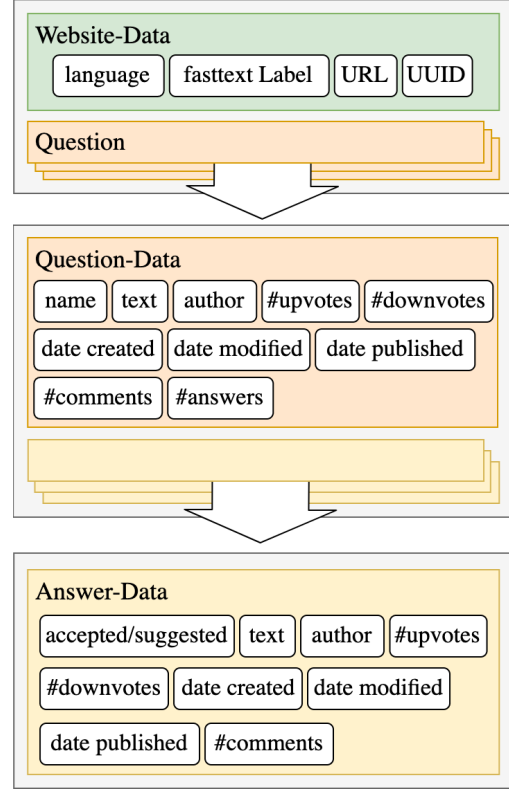 Website-Data
language fasttext Label URL UUID
Question
Question-Data
name text author #upvotes #downvotes
date created date modified date published
#comments #answers
Answer-Data
accepted/suggested text author #upvotes
#downvotes date created date modified
date published #comments